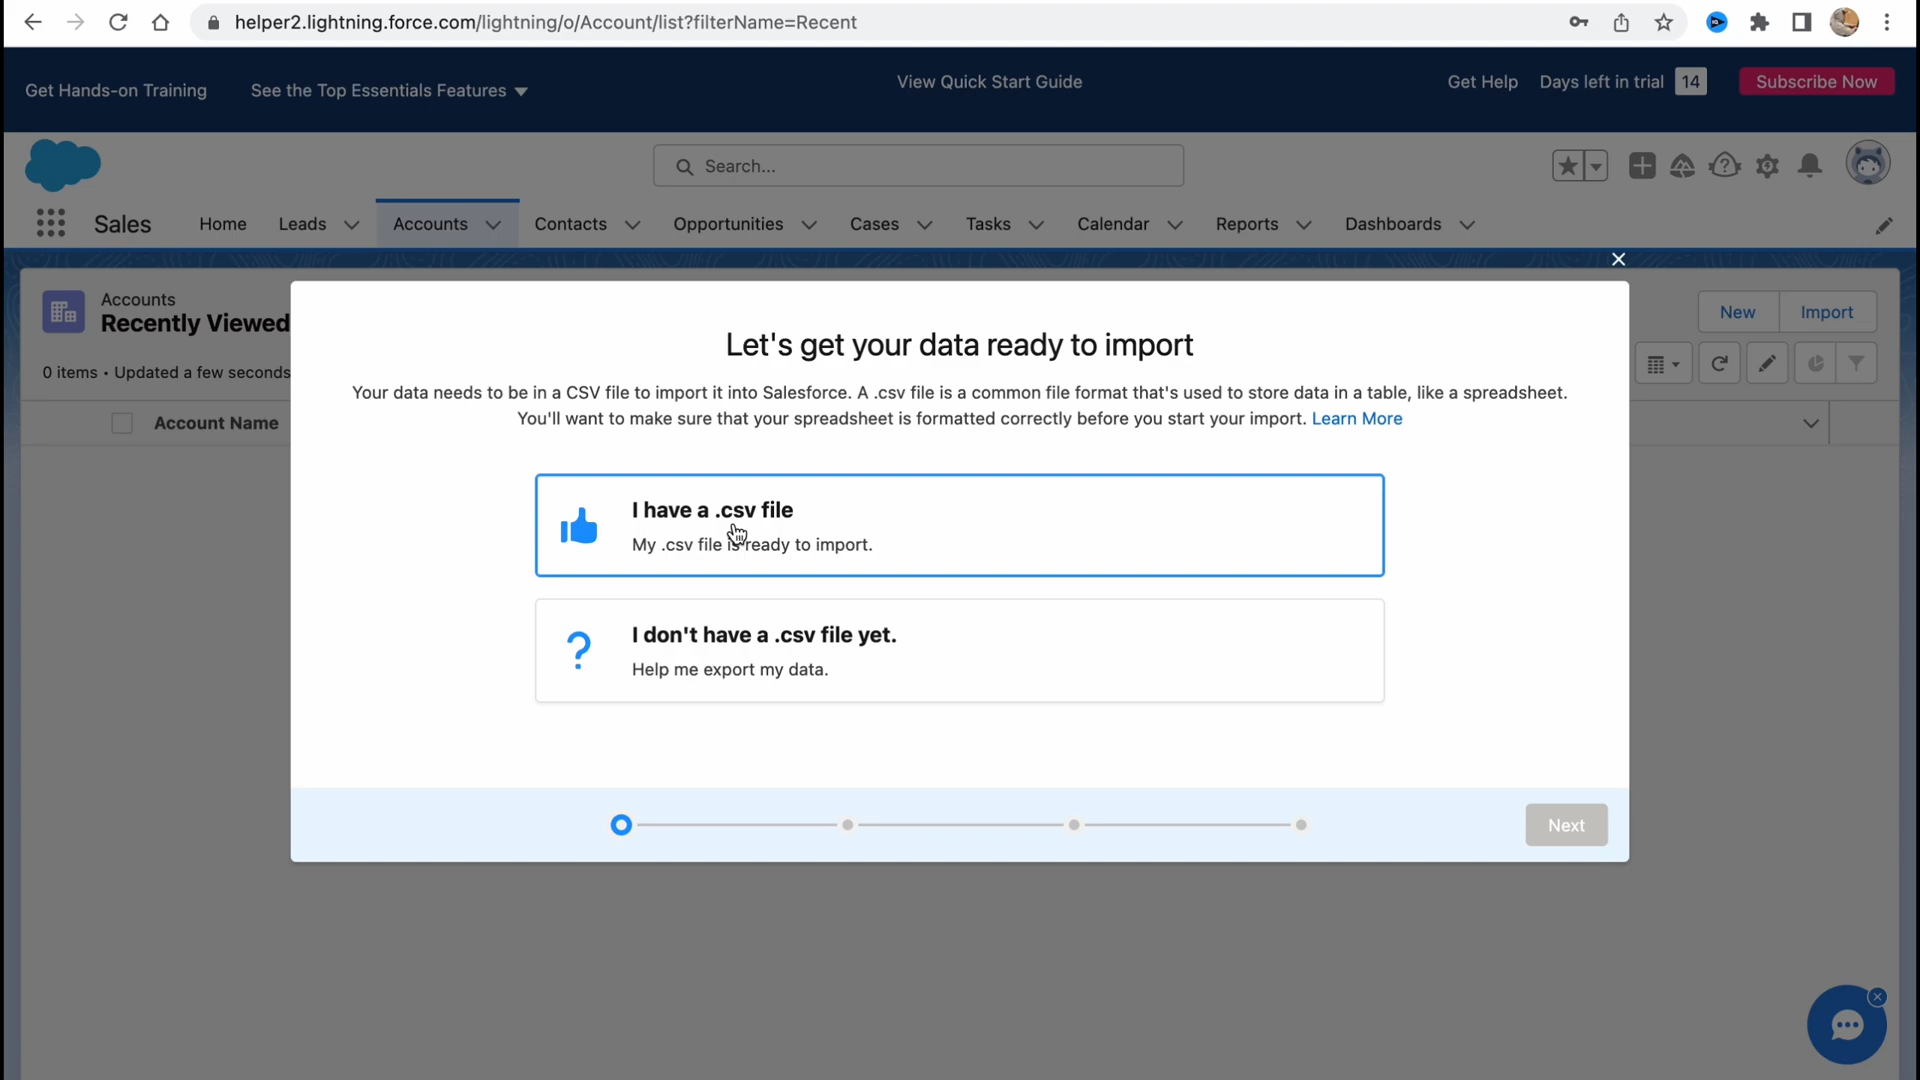 helper2.lightning.force.com/lightning/o/Account/list?filterName=Recent
Get Hands-on Training
See the Top Essentials Features
View Quick Start Guide
Get Help
Days left in trial
14
Subscribe Now
Search...
Sales
Home
Leads
Accounts
Contacts
Opportunities
Cases
Tasks
Calendar
Reports
Dashboards
Accounts
Recently Viewed
New
Import
0 items • Updated a few seconds
Account Name
Let's get your data ready to import
Your data needs to be in a CSV file to import it into Salesforce. A .csv file is a common file format that's used to store data in a table, like a spreadsheet.
You'll want to make sure that your spreadsheet is formatted correctly before you start your import. Learn More
I have a .csv file
My .csv file is ready to import.
I don't have a .csv file yet.
Help me export my data.
Next